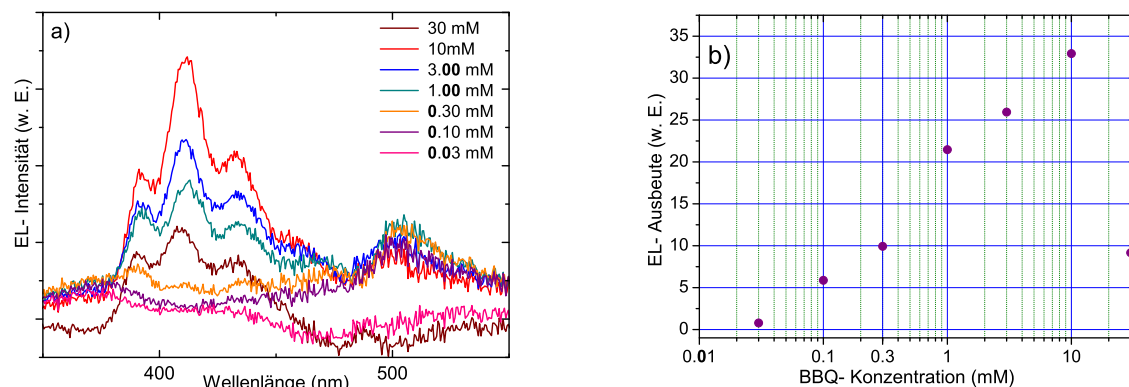 a)
30 mM
10mM
3.00 mM
1.00 mM
0.30 mM
0.10 mM
0.03 mM
EL- Intensität (w. E.)
400
500
Wellenlänge (nm)
b)
35
30
25
20
15
10
5
0
EL- Ausbeute (w. E.)
0.01
0.1
0.3
1
10
BBQ- Konzentration (mM)